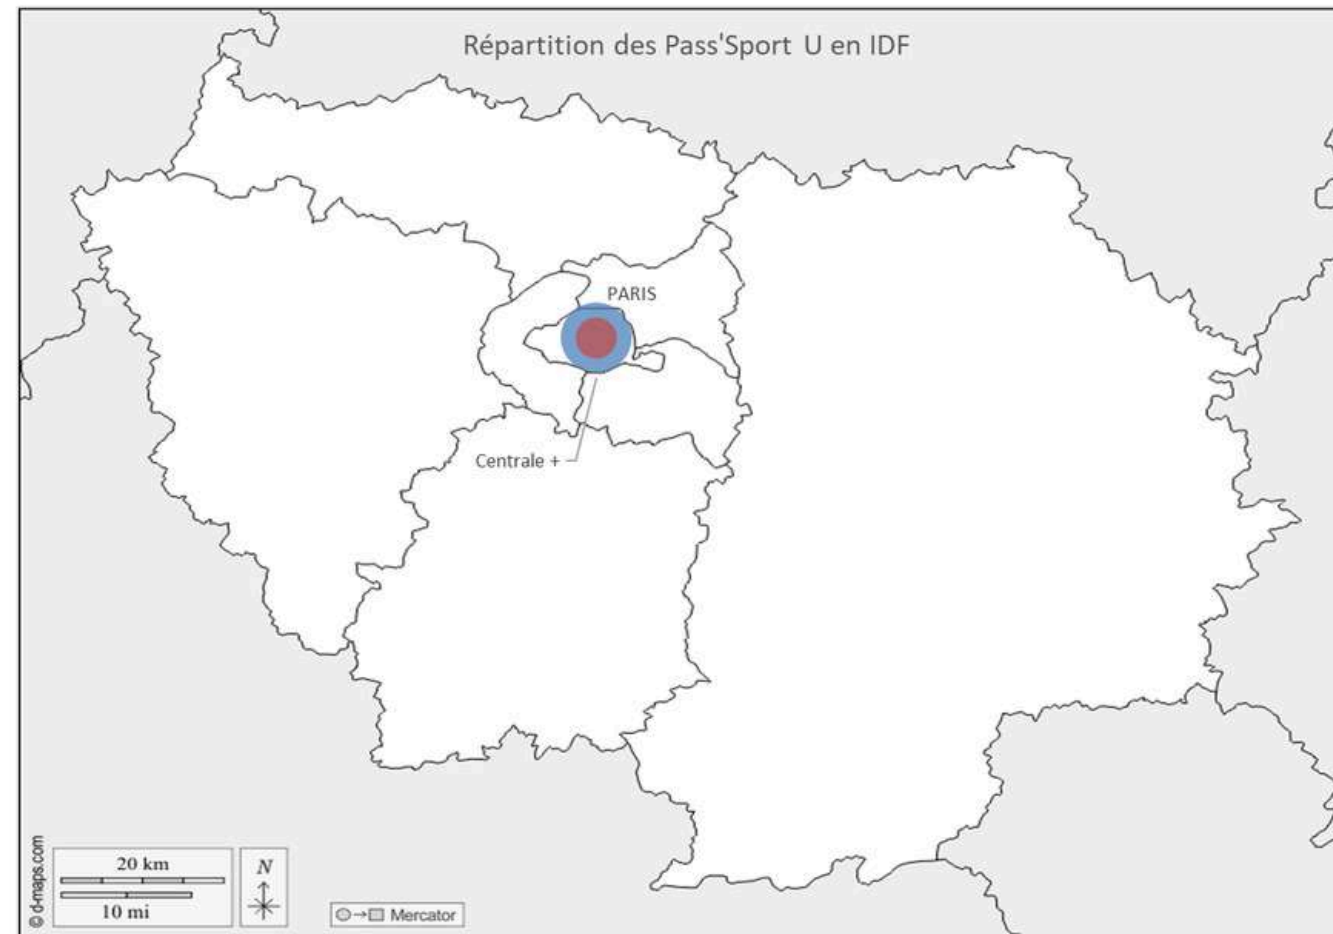 Répartition des Pass'Sport U en IDF
PARIS
Centrale +
20 km
10 mi
N
Mercator
© d-maps.com